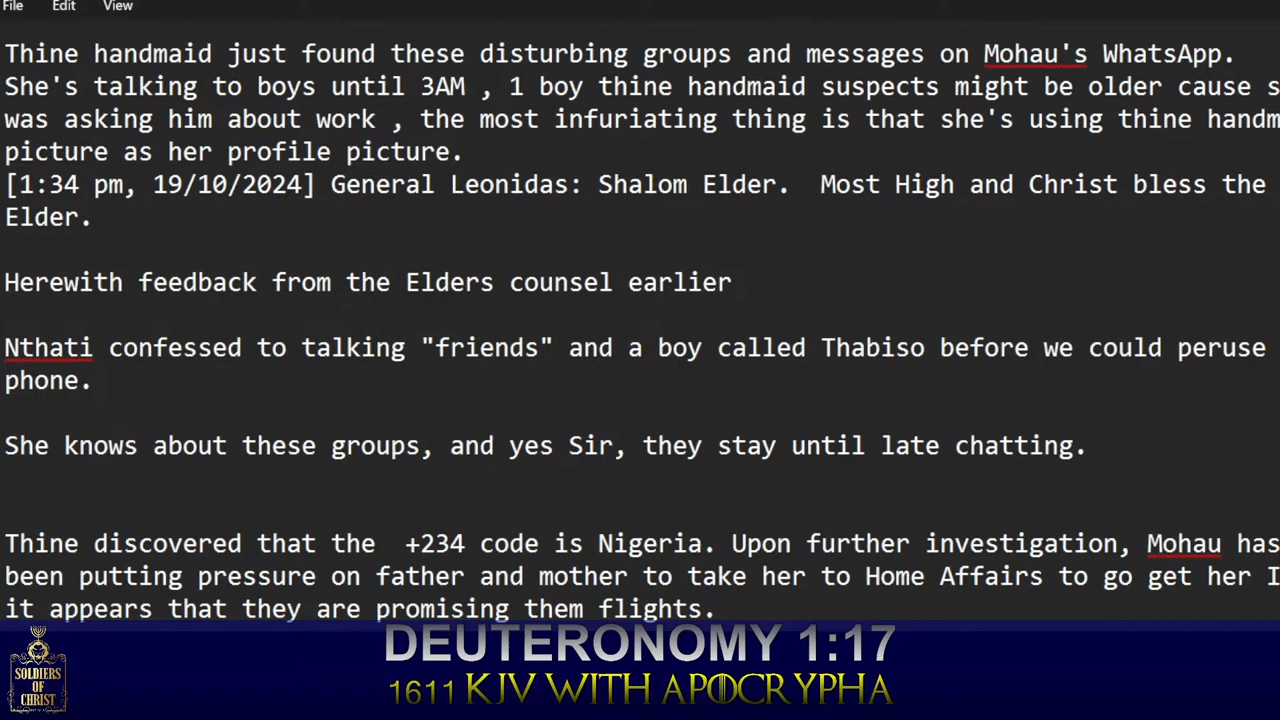 File Edit View
Thine handmaid just found these disturbing groups and messages on Mohau's WhatsApp.
She's talking to boys until 3AM , 1 boy thine handmaid suspects might be older cause s
was asking him about work , the most infuriating thing is that she's using thine handm
picture as her profile picture.
[1:34 pm, 19/10/2024] General Leonidas: Shalom Elder.  Most High and Christ bless the
Elder.
Herewith feedback from the Elders counsel earlier
Nthati confessed to talking "friends" and a boy called Thabiso before we could peruse
phone.
She knows about these groups, and yes Sir, they stay until late chatting.
Thine discovered that the  +234 code is Nigeria. Upon further investigation, Mohau has
been putting pressure on father and mother to take her to Home Affairs to go get her I
it appears that they are promising them flights.
DEUTERONOMY 1:17
1611 KJV WITH APOCRYPHA
SOLDIERS
OF
CHRIST